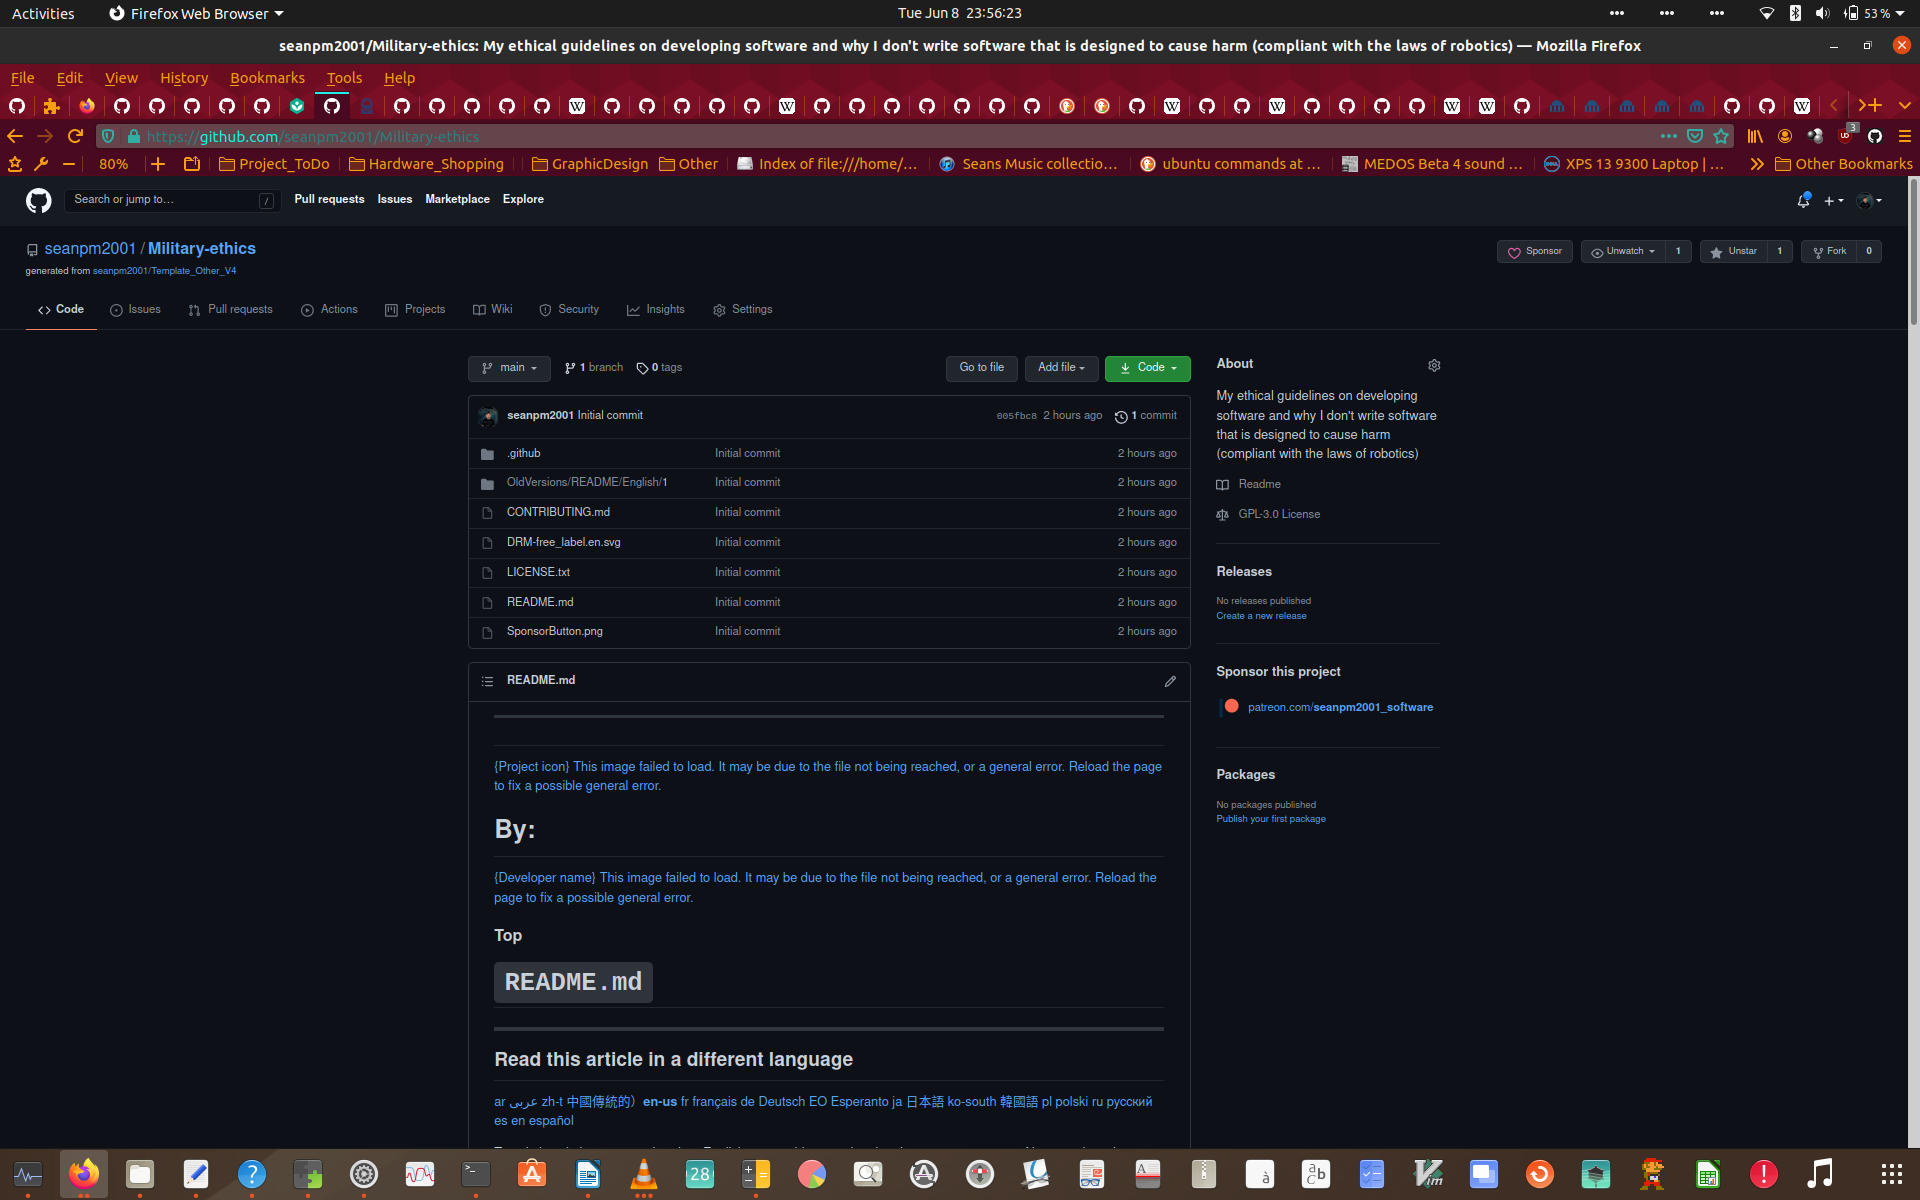 Activities Firefox Web Browser Tue Jun 8 23:56:23 53 %
seanpm2001/Military-ethics: My ethical guidelines on developing software and why I don't write software that is designed to cause harm (compliant with the laws of robotics) — Mozilla Firefox
File Edit View History Bookmarks Tools Help
https://github.com/seanpm2001/Military-ethics 3
80% Project_ToDo Hardware_Shopping GraphicDesign Other Index of file:///home/… Seans Music collectio… ubuntu commands at … MEDOS Beta 4 sound … XPS 13 9300 Laptop | … Other Bookmarks
Search or jump to… / Pull requests Issues Marketplace Explore
seanpm2001 / Military-ethics Sponsor Unwatch 1 Unstar 1 Fork 0
generated from seanpm2001/Template_Other_V4
Code Issues Pull requests Actions Projects Wiki Security Insights Settings
main 1 branch 0 tags Go to file Add file Code
seanpm2001 Initial commit 005fbc8 2 hours ago 1 commit
.github Initial commit 2 hours ago
OldVersions/README/English/1 Initial commit 2 hours ago
CONTRIBUTING.md Initial commit 2 hours ago
DRM-free_label.en.svg Initial commit 2 hours ago
LICENSE.txt Initial commit 2 hours ago
README.md Initial commit 2 hours ago
SponsorButton.png Initial commit 2 hours ago
README.md
{Project icon} This image failed to load. It may be due to the file not being reached, or a general error. Reload the page
to fix a possible general error.
By:
{Developer name} This image failed to load. It may be due to the file not being reached, or a general error. Reload the
page to fix a possible general error.
Top
README.md
Read this article in a different language
ar عربى zh-t 中國傳統的） en-us fr français de Deutsch EO Esperanto ja 日本語 ko-south 韓國語 pl polski ru русский
es en español
About
My ethical guidelines on developing
software and why I don't write software
that is designed to cause harm
(compliant with the laws of robotics)
Readme
GPL-3.0 License
Releases
No releases published
Create a new release
Sponsor this project
patreon.com/seanpm2001_software
Packages
No packages published
Publish your first package
28